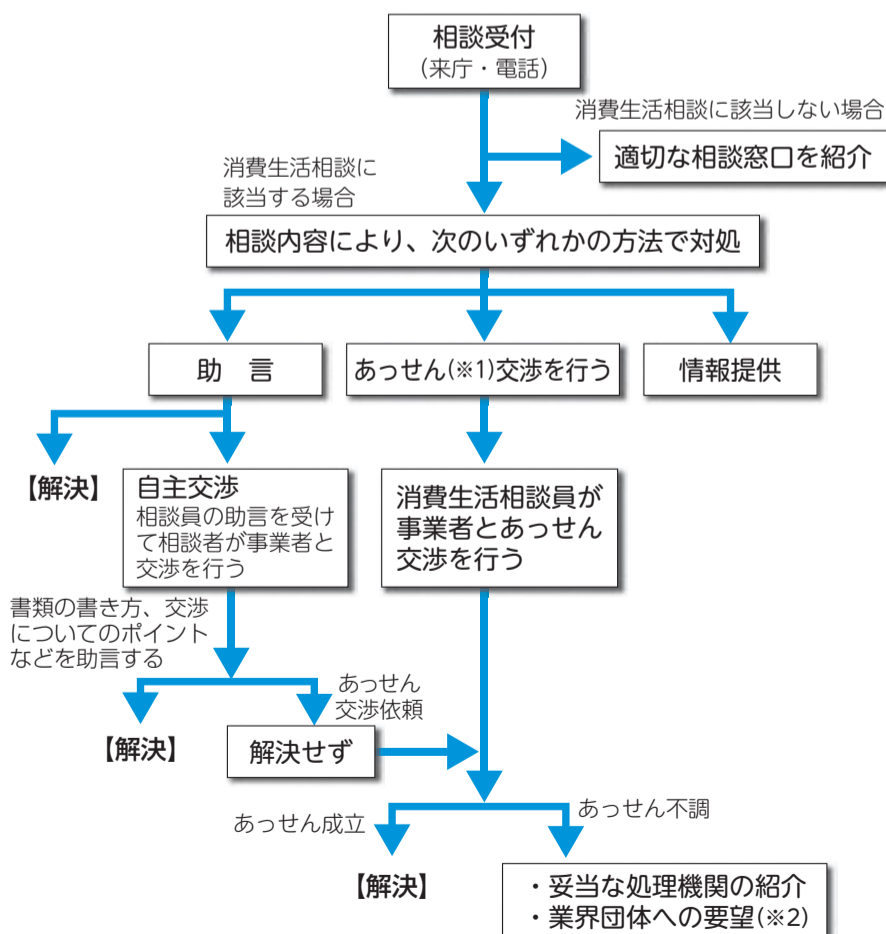 相談受付
(来庁・電話)
消費生活相談に該当しない場合
適切な相談窓口を紹介
消費生活相談に
該当する場合
相談内容により、次のいずれかの方法で対処
助　言
あっせん(※1)交渉を行う
情報提供
【解決】
自主交渉
相談員の助言を受け
て相談者が事業者と
交渉を行う
消費生活相談員が
事業者とあっせん
交渉を行う
書類の書き方、交渉
についてのポイント
などを助言する
【解決】
あっせん
交渉依頼
解決せず
あっせん成立
あっせん不調
【解決】
・妥当な処理機関の紹介
・業界団体への要望(※2)